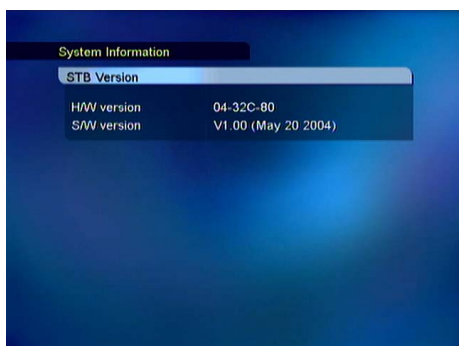 System Information
STB Version
H/W version 04-32C-80
S/W version V1.00 (May 20 2004)